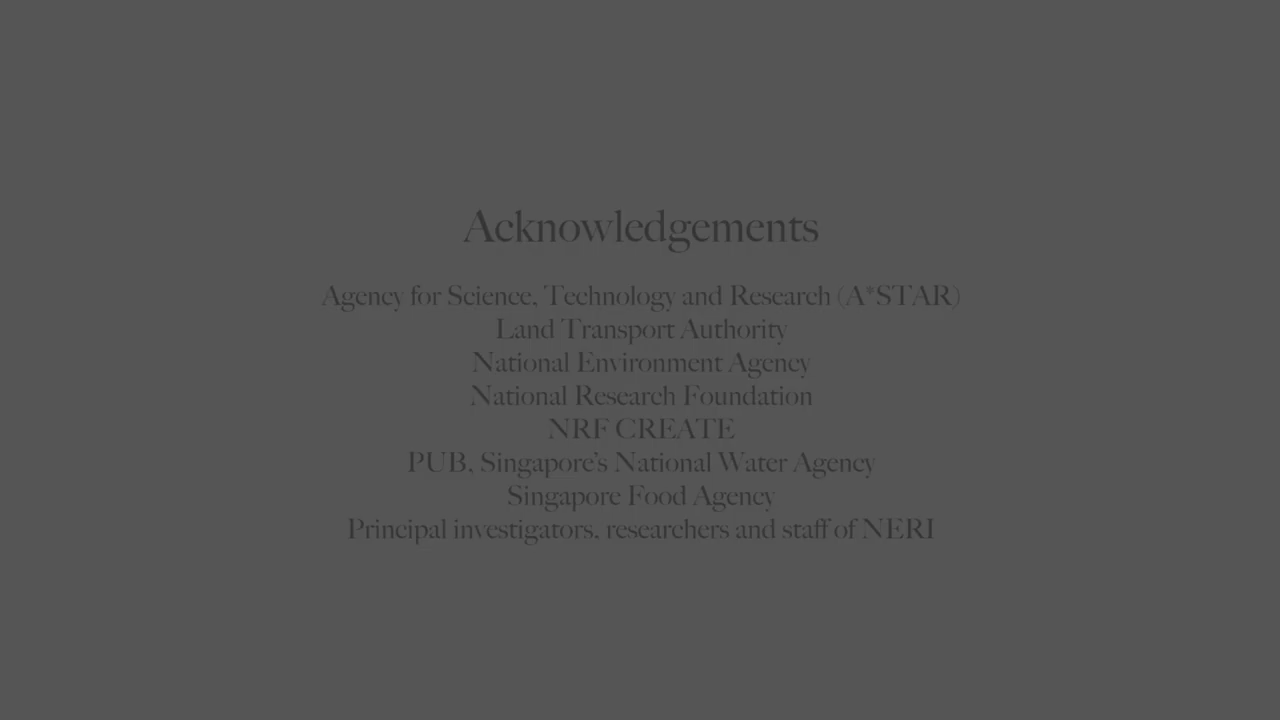 Acknowledgements
Agency for Science, Technology and Research (A*STAR)
Land Transport Authority
National Environment Agency
National Research Foundation
NRF CREATE
PUB, Singapore's National Water Agency
Singapore Food Agency
Principal investigators, researchers and staff of NERI